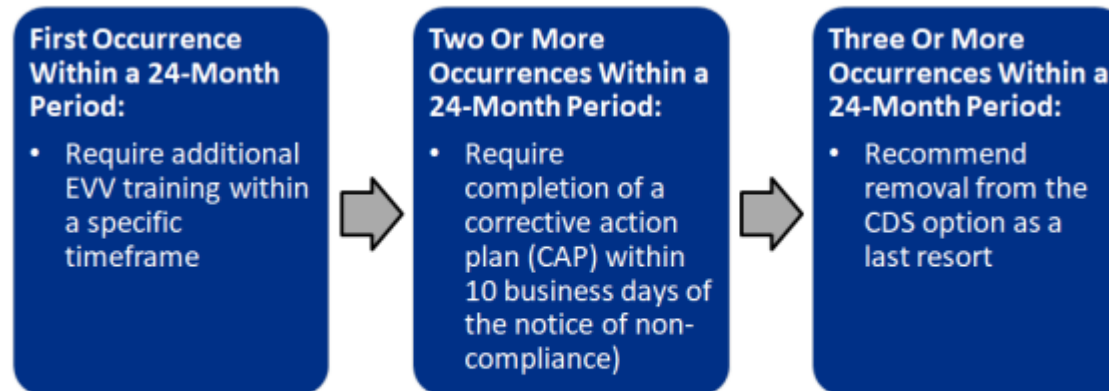 First Occurrence
Within a 24-Month
Period:
• Require additional
EVV training within
a specific
timeframe
Two Or More
Occurrences Within a
24-Month Period:
• Require
completion of a
corrective action
plan (CAP) within
10 business days of
the notice of non-
compliance)
Three Or More
Occurrences Within a
24-Month Period:
• Recommend
removal from the
CDS option as a
last resort